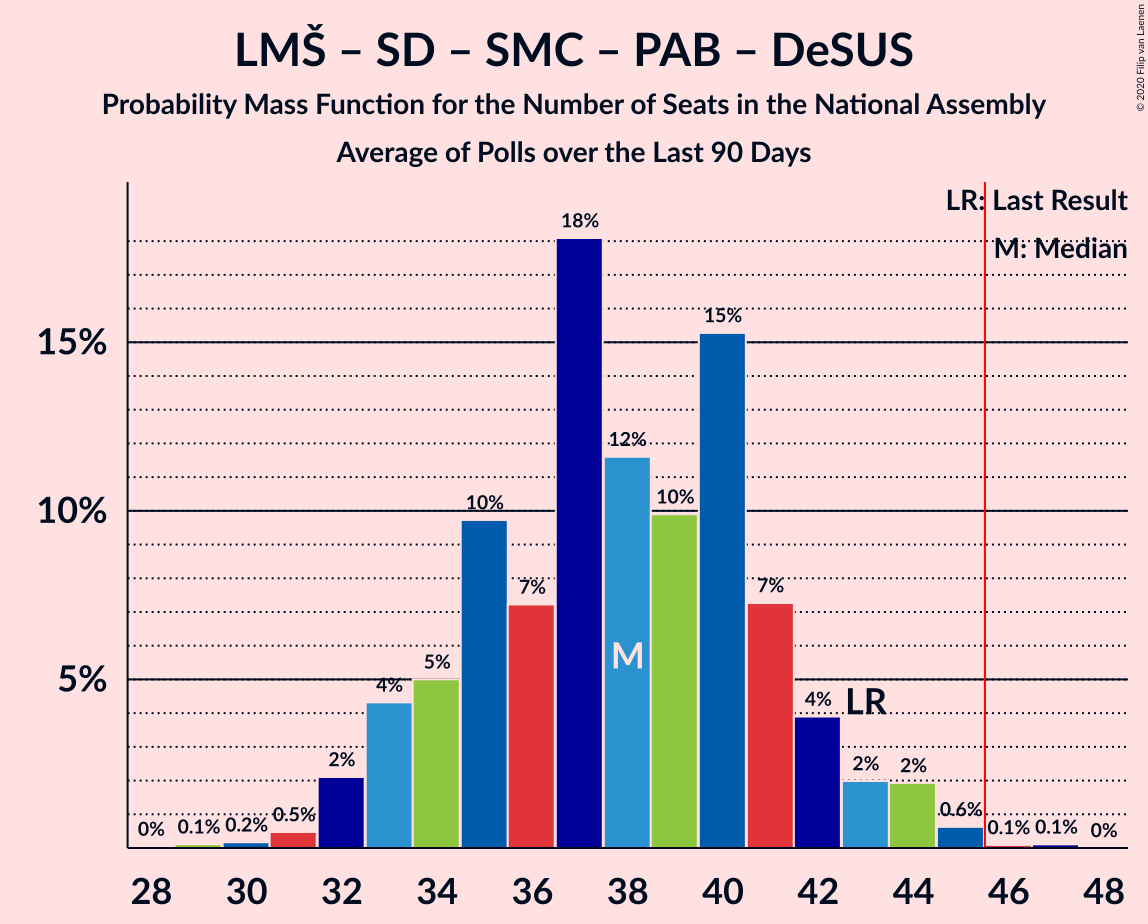 LMŠ – SD – SMC – PAB – DeSUS
Probability Mass Function for the Number of Seats in the National Assembly
Average of Polls over the Last 90 Days
© 2020 Filip van Laenen
LR: Last Result
M: Median
15%
10%
5%
0%
0.1%
0.2%
0.5%
2%
4%
5%
10%
7%
18%
12%
10%
15%
7%
4%
2%
2%
0.6%
0.1%
0.1%
0%
M
LR
28 30 32 34 36 38 40 42 44 46 48